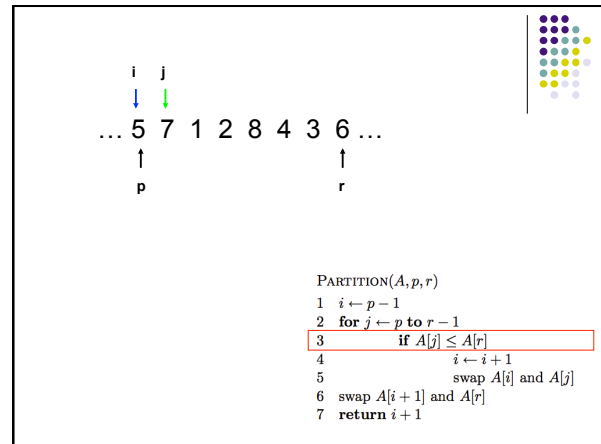 i j
… 5 7 1 2 8 4 3 6 …
p r
PARTITION(A, p, r)
1 i ← p − 1
2 for j ← p to r − 1
3 if A[j] ≤ A[r]
4 i ← i + 1
5 swap A[i] and A[j]
6 swap A[i + 1] and A[r]
7 return i + 1